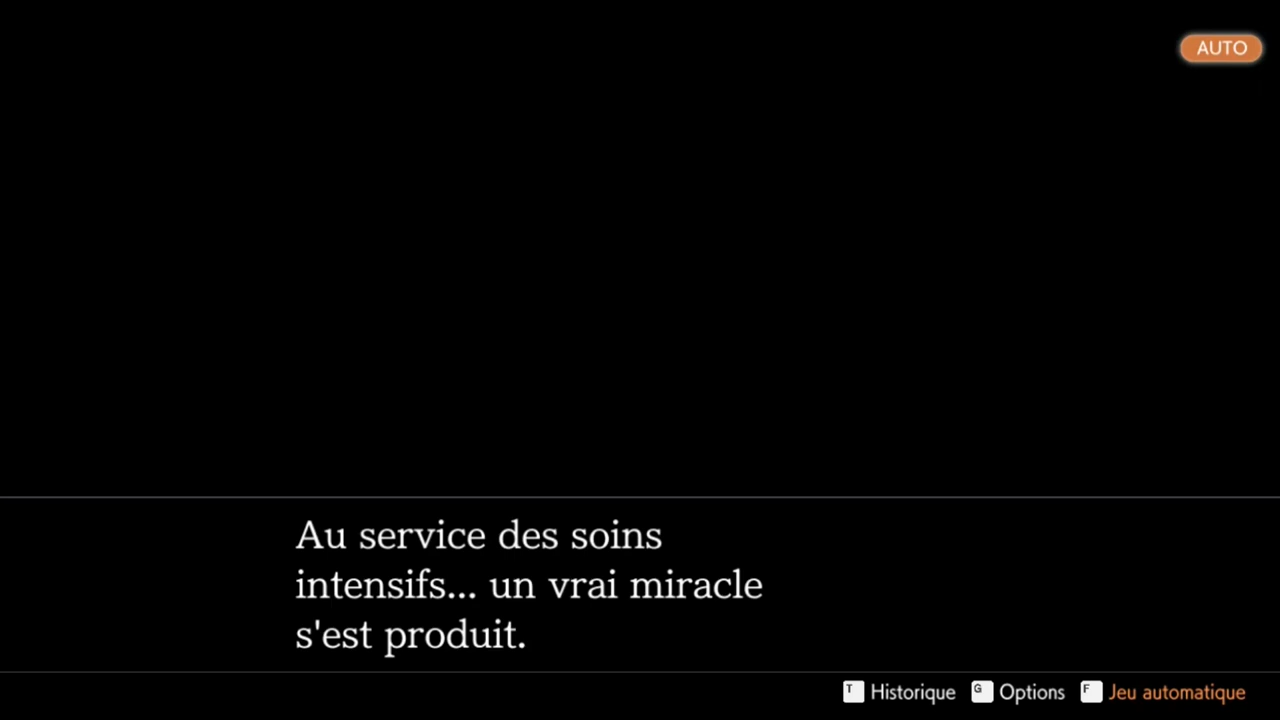 AUTO
Au service des soins
intensifs... un vrai miracle
s'est produit.
T Historique G Options F Jeu automatique